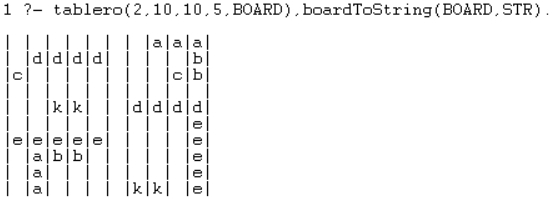 1 ?- tablero(2,10,10,5,BOARD),boardToString(BOARD,STR).
| | | | | | | |a|a|a|
| |d|d|d|d| | | | |b|
|c| | | | | | | |c|b|
| | | | | | | | | | |
| | |k|k| | |d|d|d|d|
| | | | | | | | | |e|
|e|e|e|e|e| | | | |e|
| |a|b|b| | | | | |e|
| |a| | | | | | | |e|
| |a| | | | |k|k| |e|